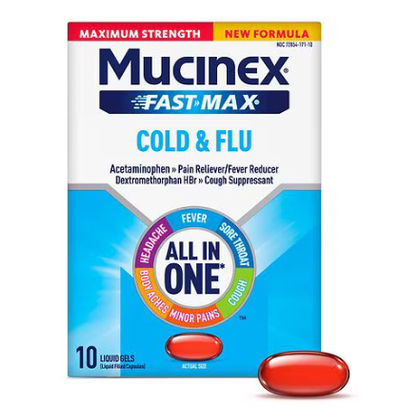 MAXIMUM STRENGTH NEW FORMULA
Mucinex®
FAST»MAX®
COLD & FLU
Acetaminophen » Pain Reliever/Fever Reducer
Dextromethorphan HBr » Cough Suppressant
HEADACHE FEVER SORE THROAT
ALL IN
ONE*
BODY ACHES MINOR PAINS COUGH
™
10 LIQUID GELS
(Liquid Filled Capsules)
ACTUAL SIZE